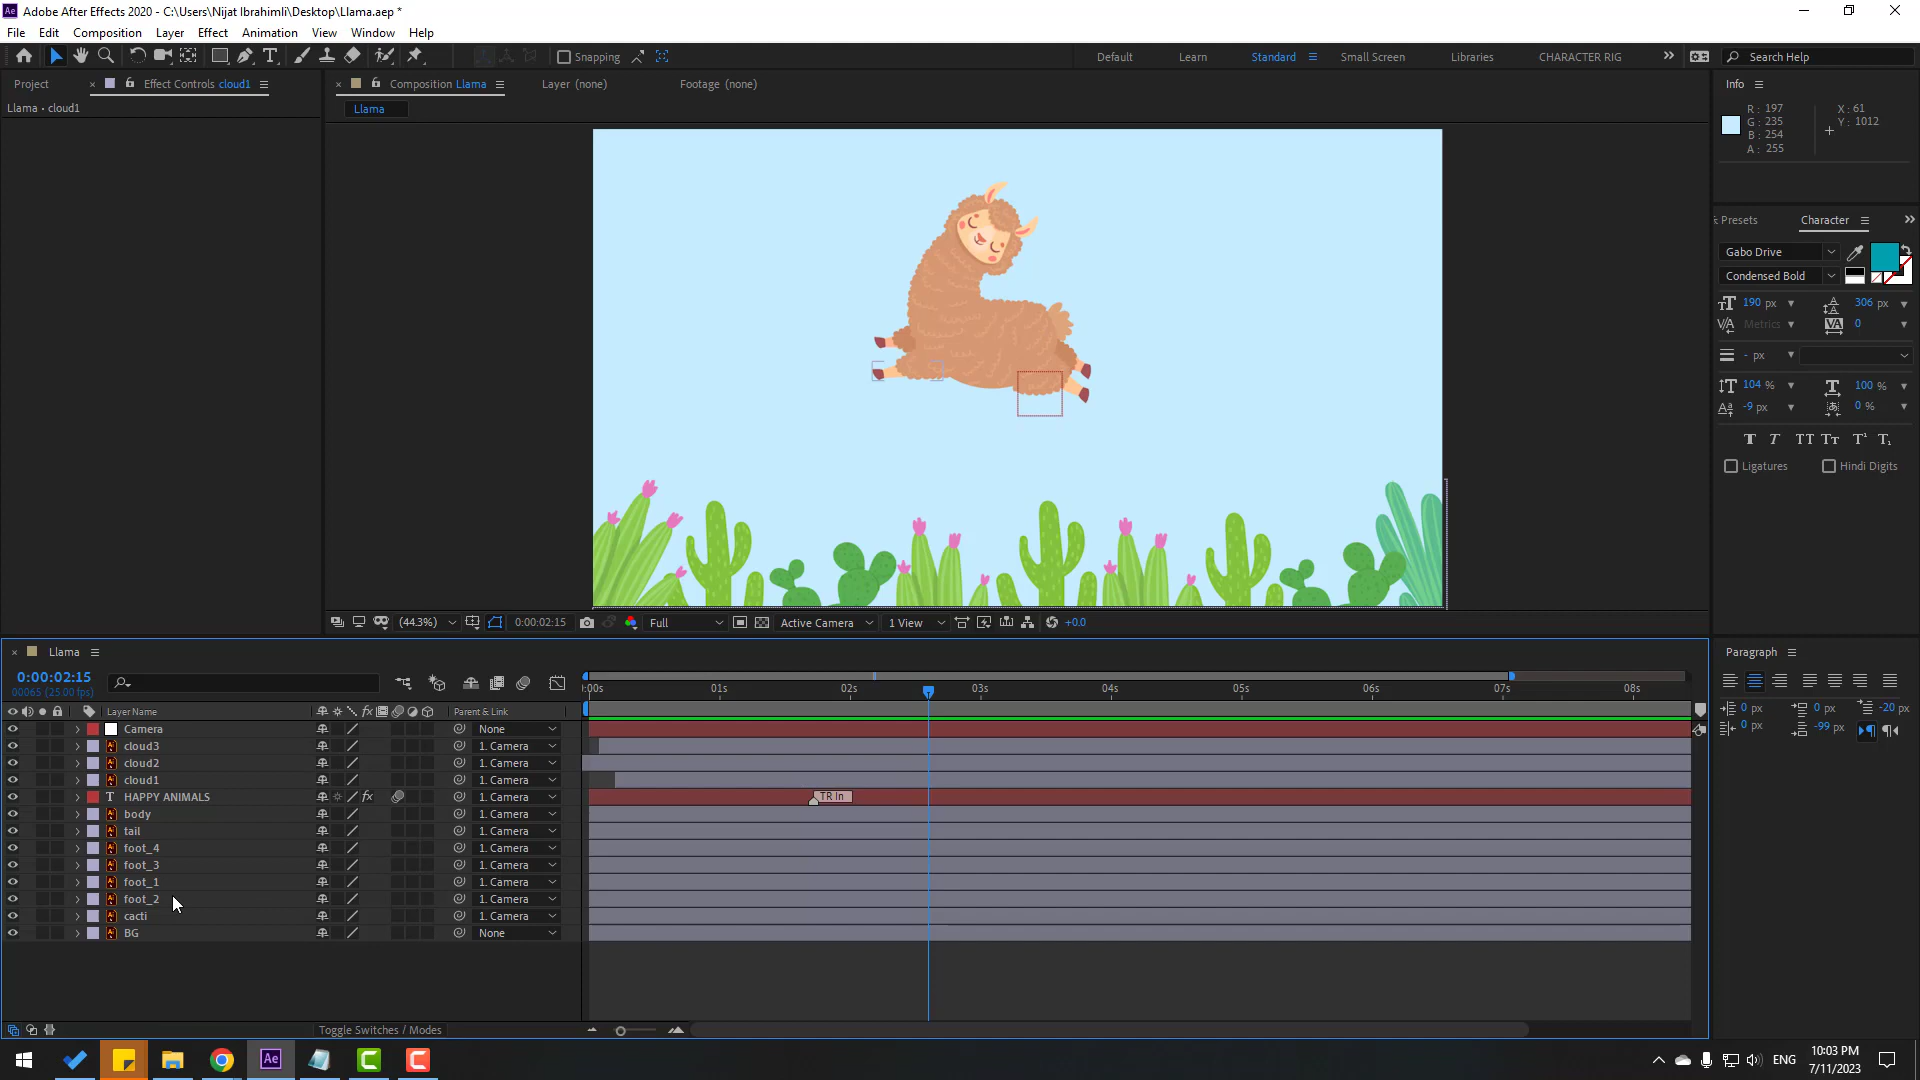 Adobe After Effects 2020 - C:\Users\Nijat Ibrahimli\Desktop\Llama.aep *
File Edit Composition Layer Effect Animation View Window Help
Snapping
Default Learn Standard Small Screen Libraries CHARACTER RIG
Search Help
Project
Effect Controls cloud1
Composition Llama
Layer (none)
Footage (none)
Info
Llama • cloud1
Llama
R : 197
G : 235
B : 254
A : 255
X : 61
Y : 1012
Presets
Character
Gabo Drive
Condensed Bold
190 px
306 px
Metrics
0
- px
104 %
100 %
-9 px
0 %
Ligatures
Hindi Digits
(44.3%)
0:00:02:15
Full
Active Camera
1 View
+0.0
Llama
0:00:02:15
00065 (25.00 fps)
:00s 01s 02s 03s 04s 05s 06s 07s 08s
Layer Name
Parent & Link
Camera None
cloud3 1. Camera
cloud2 1. Camera
cloud1 1. Camera
T HAPPY ANIMALS fx 1. Camera
TR In
body 1. Camera
tail 1. Camera
foot_4 1. Camera
foot_3 1. Camera
foot_1 1. Camera
foot_2 1. Camera
cacti 1. Camera
BG None
Toggle Switches / Modes
Paragraph
0 px
0 px
-20 px
0 px
-99 px
ENG
10:03 PM
7/11/2023